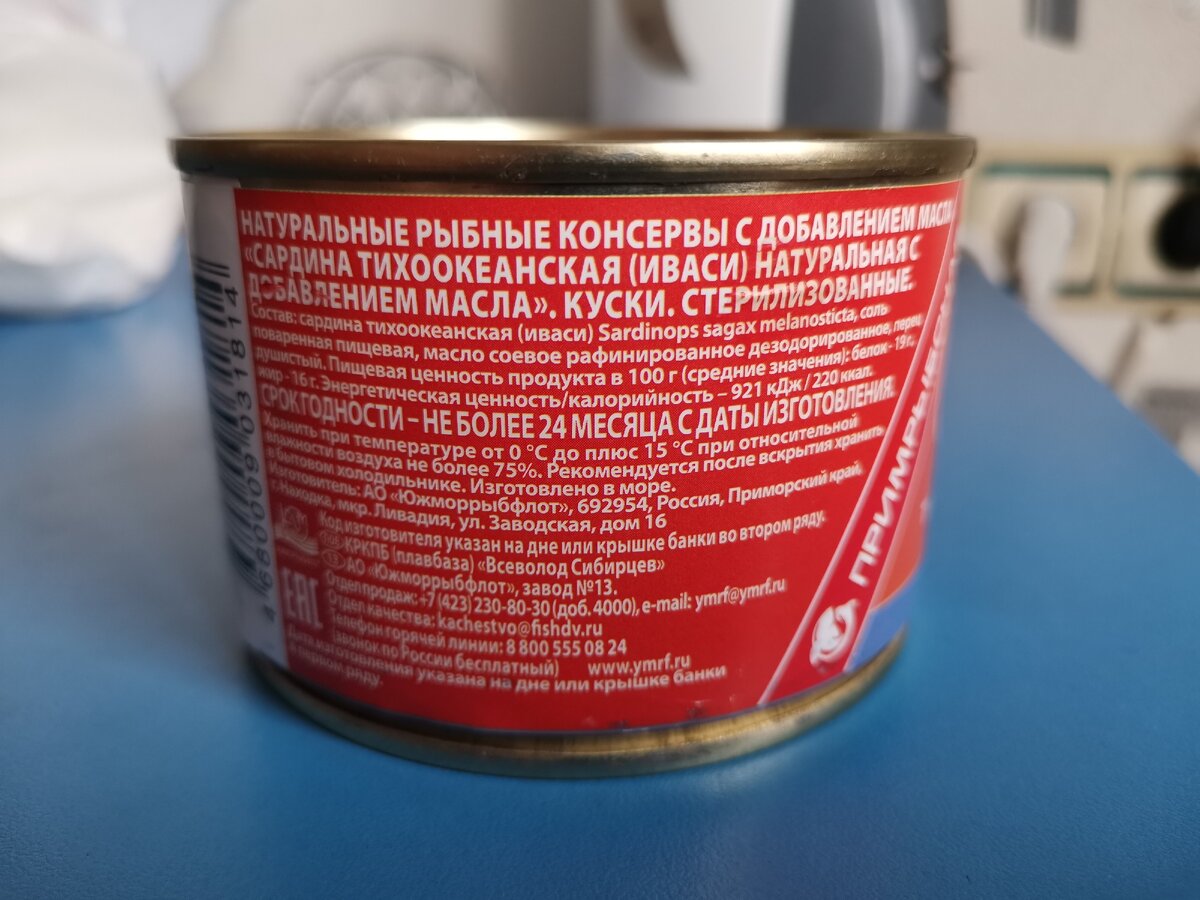 НАТУРАЛЬНЫЕ РЫБНЫЕ КОНСЕРВЫ С ДОБАВЛЕНИЕМ МАСЛА
«САРДИНА ТИХООКЕАНСКАЯ (ИВАСИ) НАТУРАЛЬНАЯ С
ДОБАВЛЕНИЕМ МАСЛА». КУСКИ. СТЕРИЛИЗОВАННЫЕ.
Состав: сардина тихоокеанская (иваси) Sardinops sagax melanosticta, соль
поваренная пищевая, масло соевое рафинированное дезодорированное, перец
душистый. Пищевая ценность продукта в 100 г (средние значения): белок - 19 г,
жир - 16 г. Энергетическая ценность/калорийность – 921 кДж / 220 ккал.
СРОК ГОДНОСТИ – НЕ БОЛЕЕ 24 МЕСЯЦА С ДАТЫ ИЗГОТОВЛЕНИЯ.
Хранить при температуре от 0 °С до плюс 15 °С при относительной
влажности воздуха не более 75%. Рекомендуется после вскрытия хранить
в бытовом холодильнике. Изготовлено в море.
Изготовитель: АО «Южморрыбфлот», 692954, Россия, Приморский край,
г. Находка, мкр. Ливадия, ул. Заводская, дом 16
Код изготовителя указан на дне или крышке банки во втором ряду.
КРКПБ (плавбаза) «Всеволод Сибирцев»
АО «Южморрыбфлот», завод №13.
Отдел продаж: +7 (423) 230-80-30 (доб. 4000), e-mail: ymrf@ymrf.ru
Отдел качества: kachestvo@fishdv.ru
Телефон горячей линии: 8 800 555 08 24
(звонок по России бесплатный) www.ymrf.ru
Дата изготовления указана на дне или крышке банки
в первом ряду.
EAC
4 680009 031814
ПРИМРЫБСНАБ